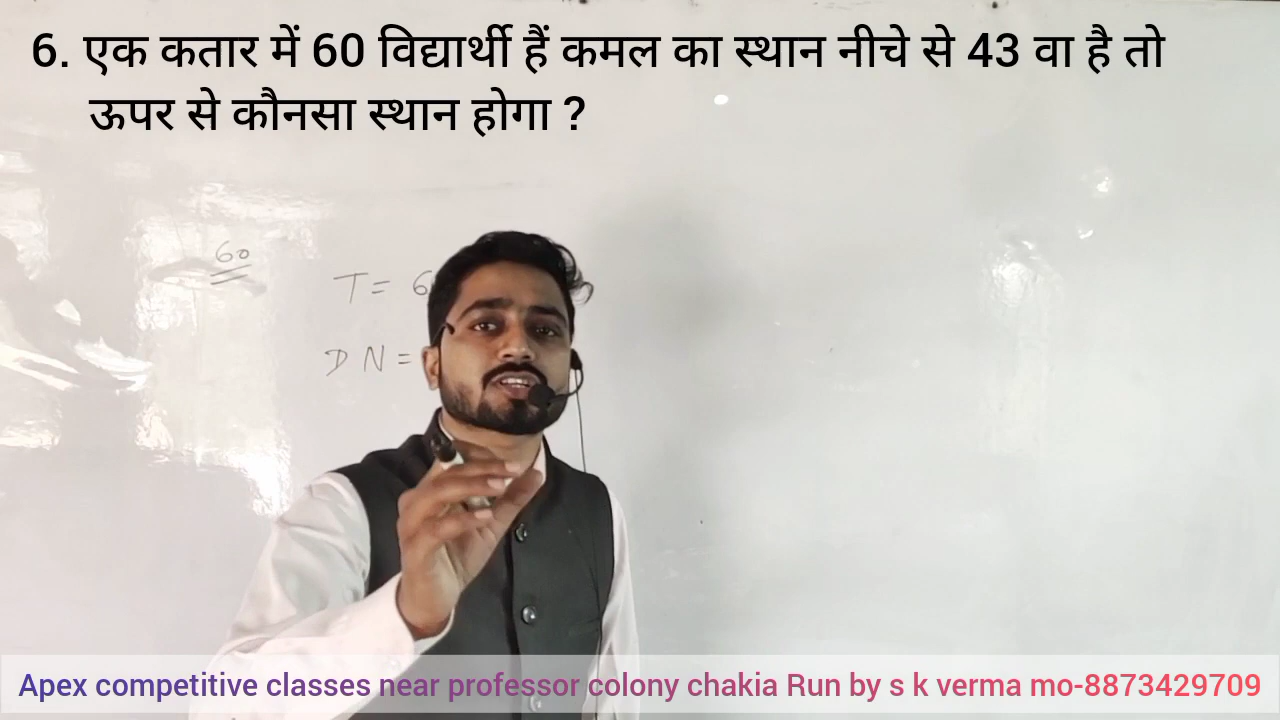 6. एक कतार में 60 विद्यार्थी हैं कमल का स्थान नीचे से 43 वा है तो
ऊपर से कौनसा स्थान होगा ?
60
T = 6
D N =
Apex competitive classes near professor colony chakia Run by s k verma mo-8873429709